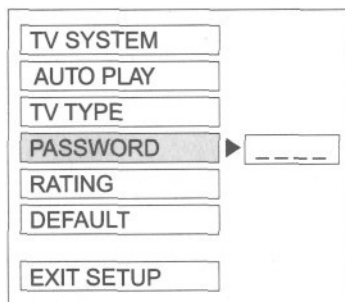 TV SYSTEM
AUTO PLAY
TV TYPE
PASSWORD ▶ _ _ _ _
RATING
DEFAULT
EXIT SETUP